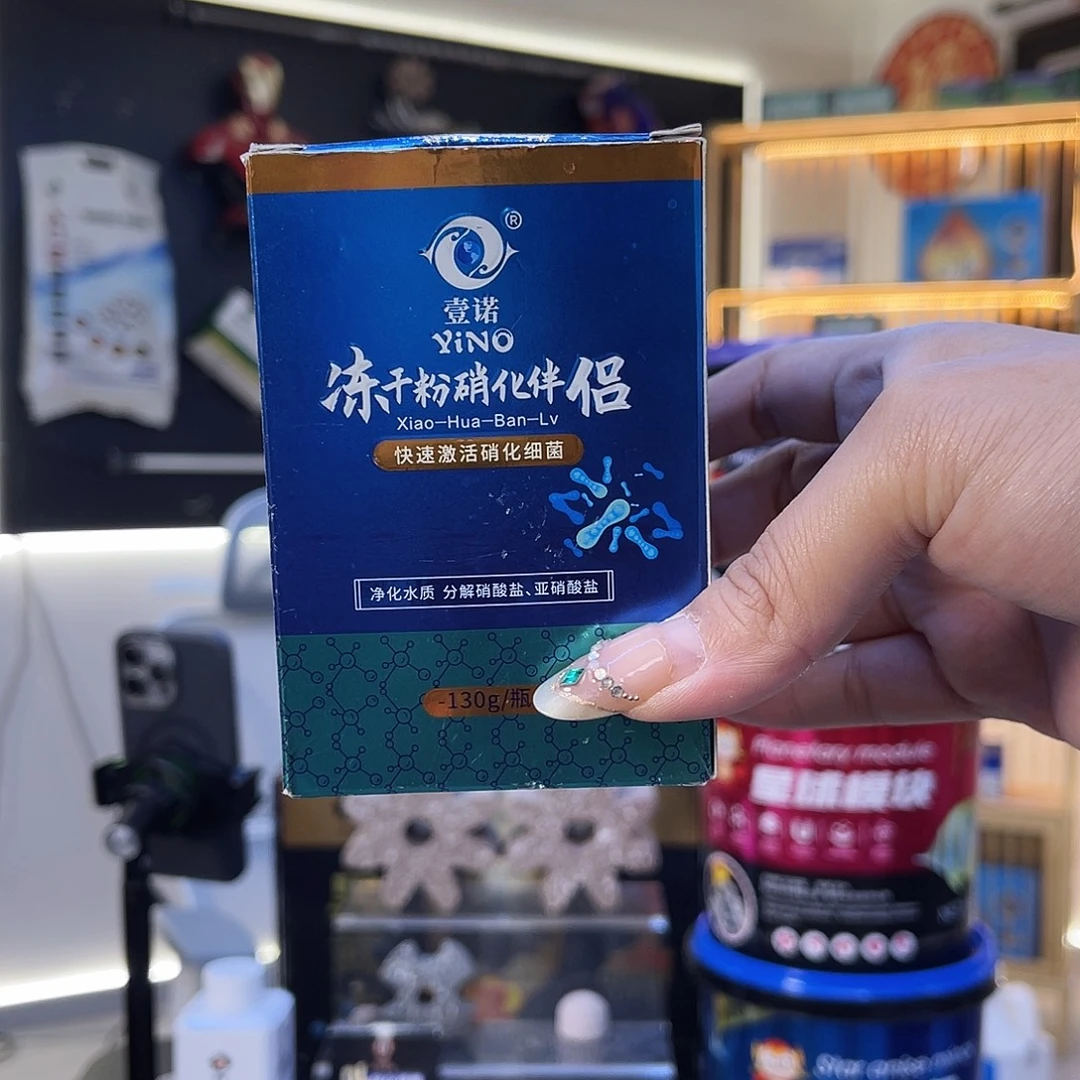 ®
壹诺
YiNO
冻干粉硝化伴侣
Xiao-Hua-Ban-Lv
快速激活硝化细菌
净化水质 分解硝酸盐、亚硝酸盐
-130g/瓶
Planetary module
星球模块